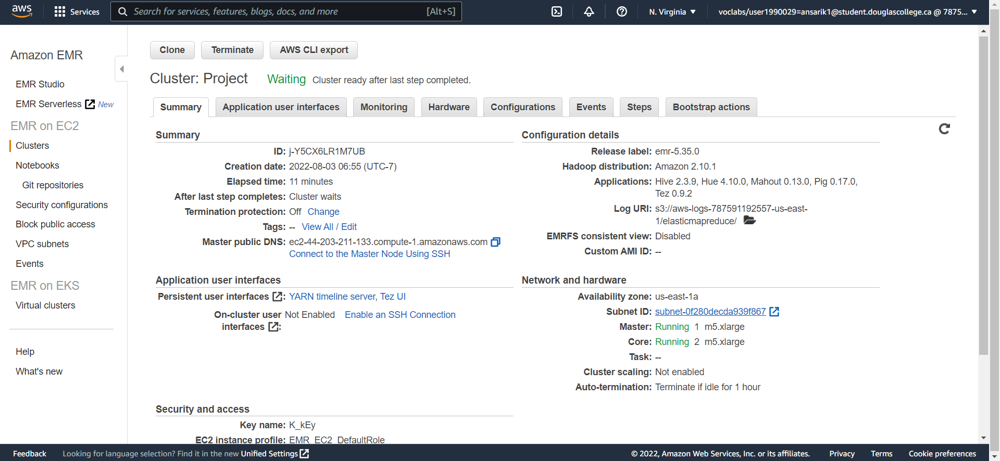 aws
Services
Search for services, features, blogs, docs, and more
[Alt+S]
N. Virginia
voclabs/user1990029=ansarik1@student.douglascollege.ca @ 7875...
Amazon EMR
EMR Studio
EMR Serverless New
EMR on EC2
Clusters
Notebooks
Git repositories
Security configurations
Block public access
VPC subnets
Events
EMR on EKS
Virtual clusters
Help
What's new
Clone
Terminate
AWS CLI export
Cluster: Project Waiting Cluster ready after last step completed.
Summary
Application user interfaces
Monitoring
Hardware
Configurations
Events
Steps
Bootstrap actions
Summary
ID: j-Y5CX6LR1M7UB
Creation date: 2022-08-03 06:55 (UTC-7)
Elapsed time: 11 minutes
After last step completes: Cluster waits
Termination protection: Off Change
Tags: -- View All / Edit
Master public DNS: ec2-44-203-211-133.compute-1.amazonaws.com
Connect to the Master Node Using SSH
Configuration details
Release label: emr-5.35.0
Hadoop distribution: Amazon 2.10.1
Applications: Hive 2.3.9, Hue 4.10.0, Mahout 0.13.0, Pig 0.17.0,
Tez 0.9.2
Log URI: s3://aws-logs-787591192557-us-east-
1/elasticmapreduce/
EMRFS consistent view: Disabled
Custom AMI ID: --
Application user interfaces
Persistent user interfaces : YARN timeline server, Tez UI
On-cluster user Not Enabled Enable an SSH Connection
interfaces :
Network and hardware
Availability zone: us-east-1a
Subnet ID: subnet-0f280decda939f867
Master: Running 1 m5.xlarge
Core: Running 2 m5.xlarge
Task: --
Cluster scaling: Not enabled
Auto-termination: Terminate if idle for 1 hour
Security and access
Key name: K_kEy
EC2 instance profile: EMR_EC2_DefaultRole
Feedback
Looking for language selection? Find it in the new Unified Settings
© 2022, Amazon Web Services, Inc. or its affiliates.
Privacy
Terms
Cookie preferences